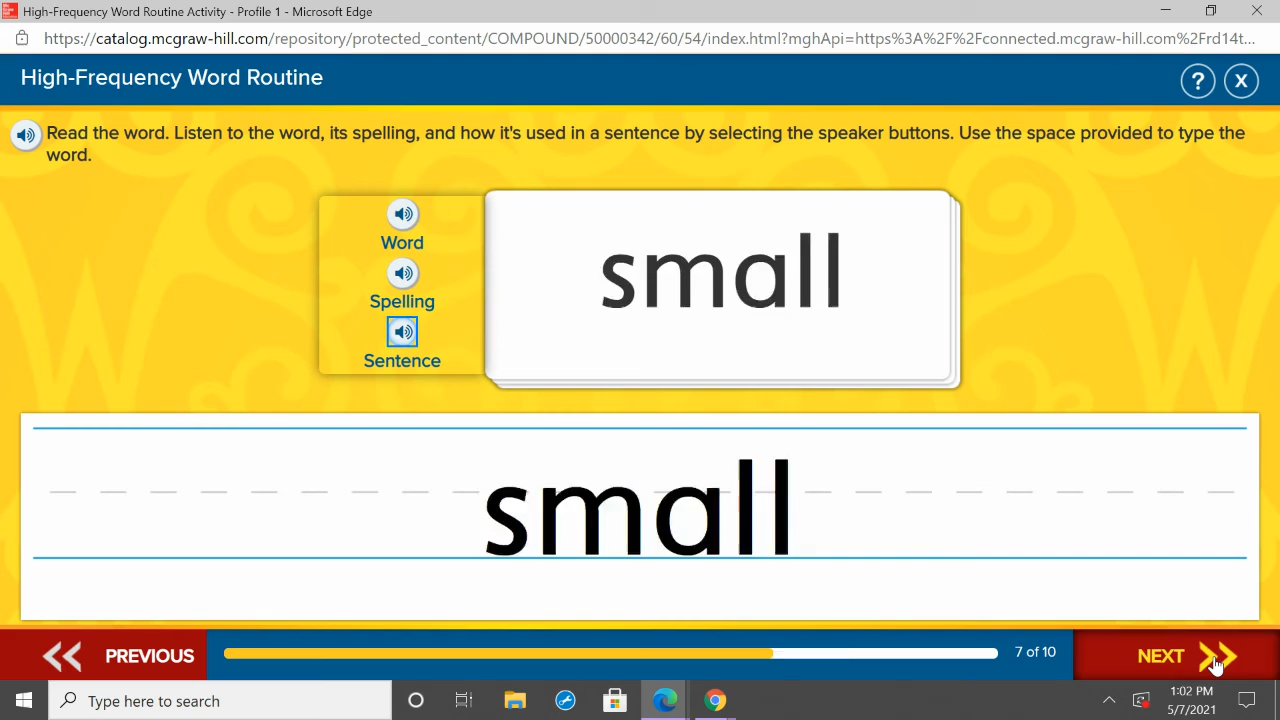 High-Frequency Word Routine Activity - Profile 1 - Microsoft Edge
https://catalog.mcgraw-hill.com/repository/protected_content/COMPOUND/50000342/60/54/index.html?mghApi=https%3A%2F%2Fconnected.mcgraw-hill.com%2Frd14t...
High-Frequency Word Routine
? X
Read the word. Listen to the word, its spelling, and how it's used in a sentence by selecting the speaker buttons. Use the space provided to type the
word.
Word
Spelling
Sentence
small
small
PREVIOUS
7 of 10
NEXT
Type here to search
1:02 PM
5/7/2021